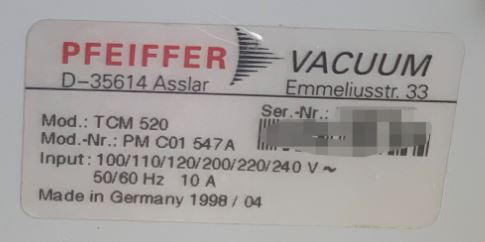 PFEIFFER VACUUM
D-35614 Asslar Emmeliusstr. 33
Mod.: TCM 520 Ser.-Nr.:
Mod.-Nr.: PM C01 547A
Input: 100/110/120/200/220/240 V ~
50/60 Hz 10 A
Made in Germany 1998 / 04